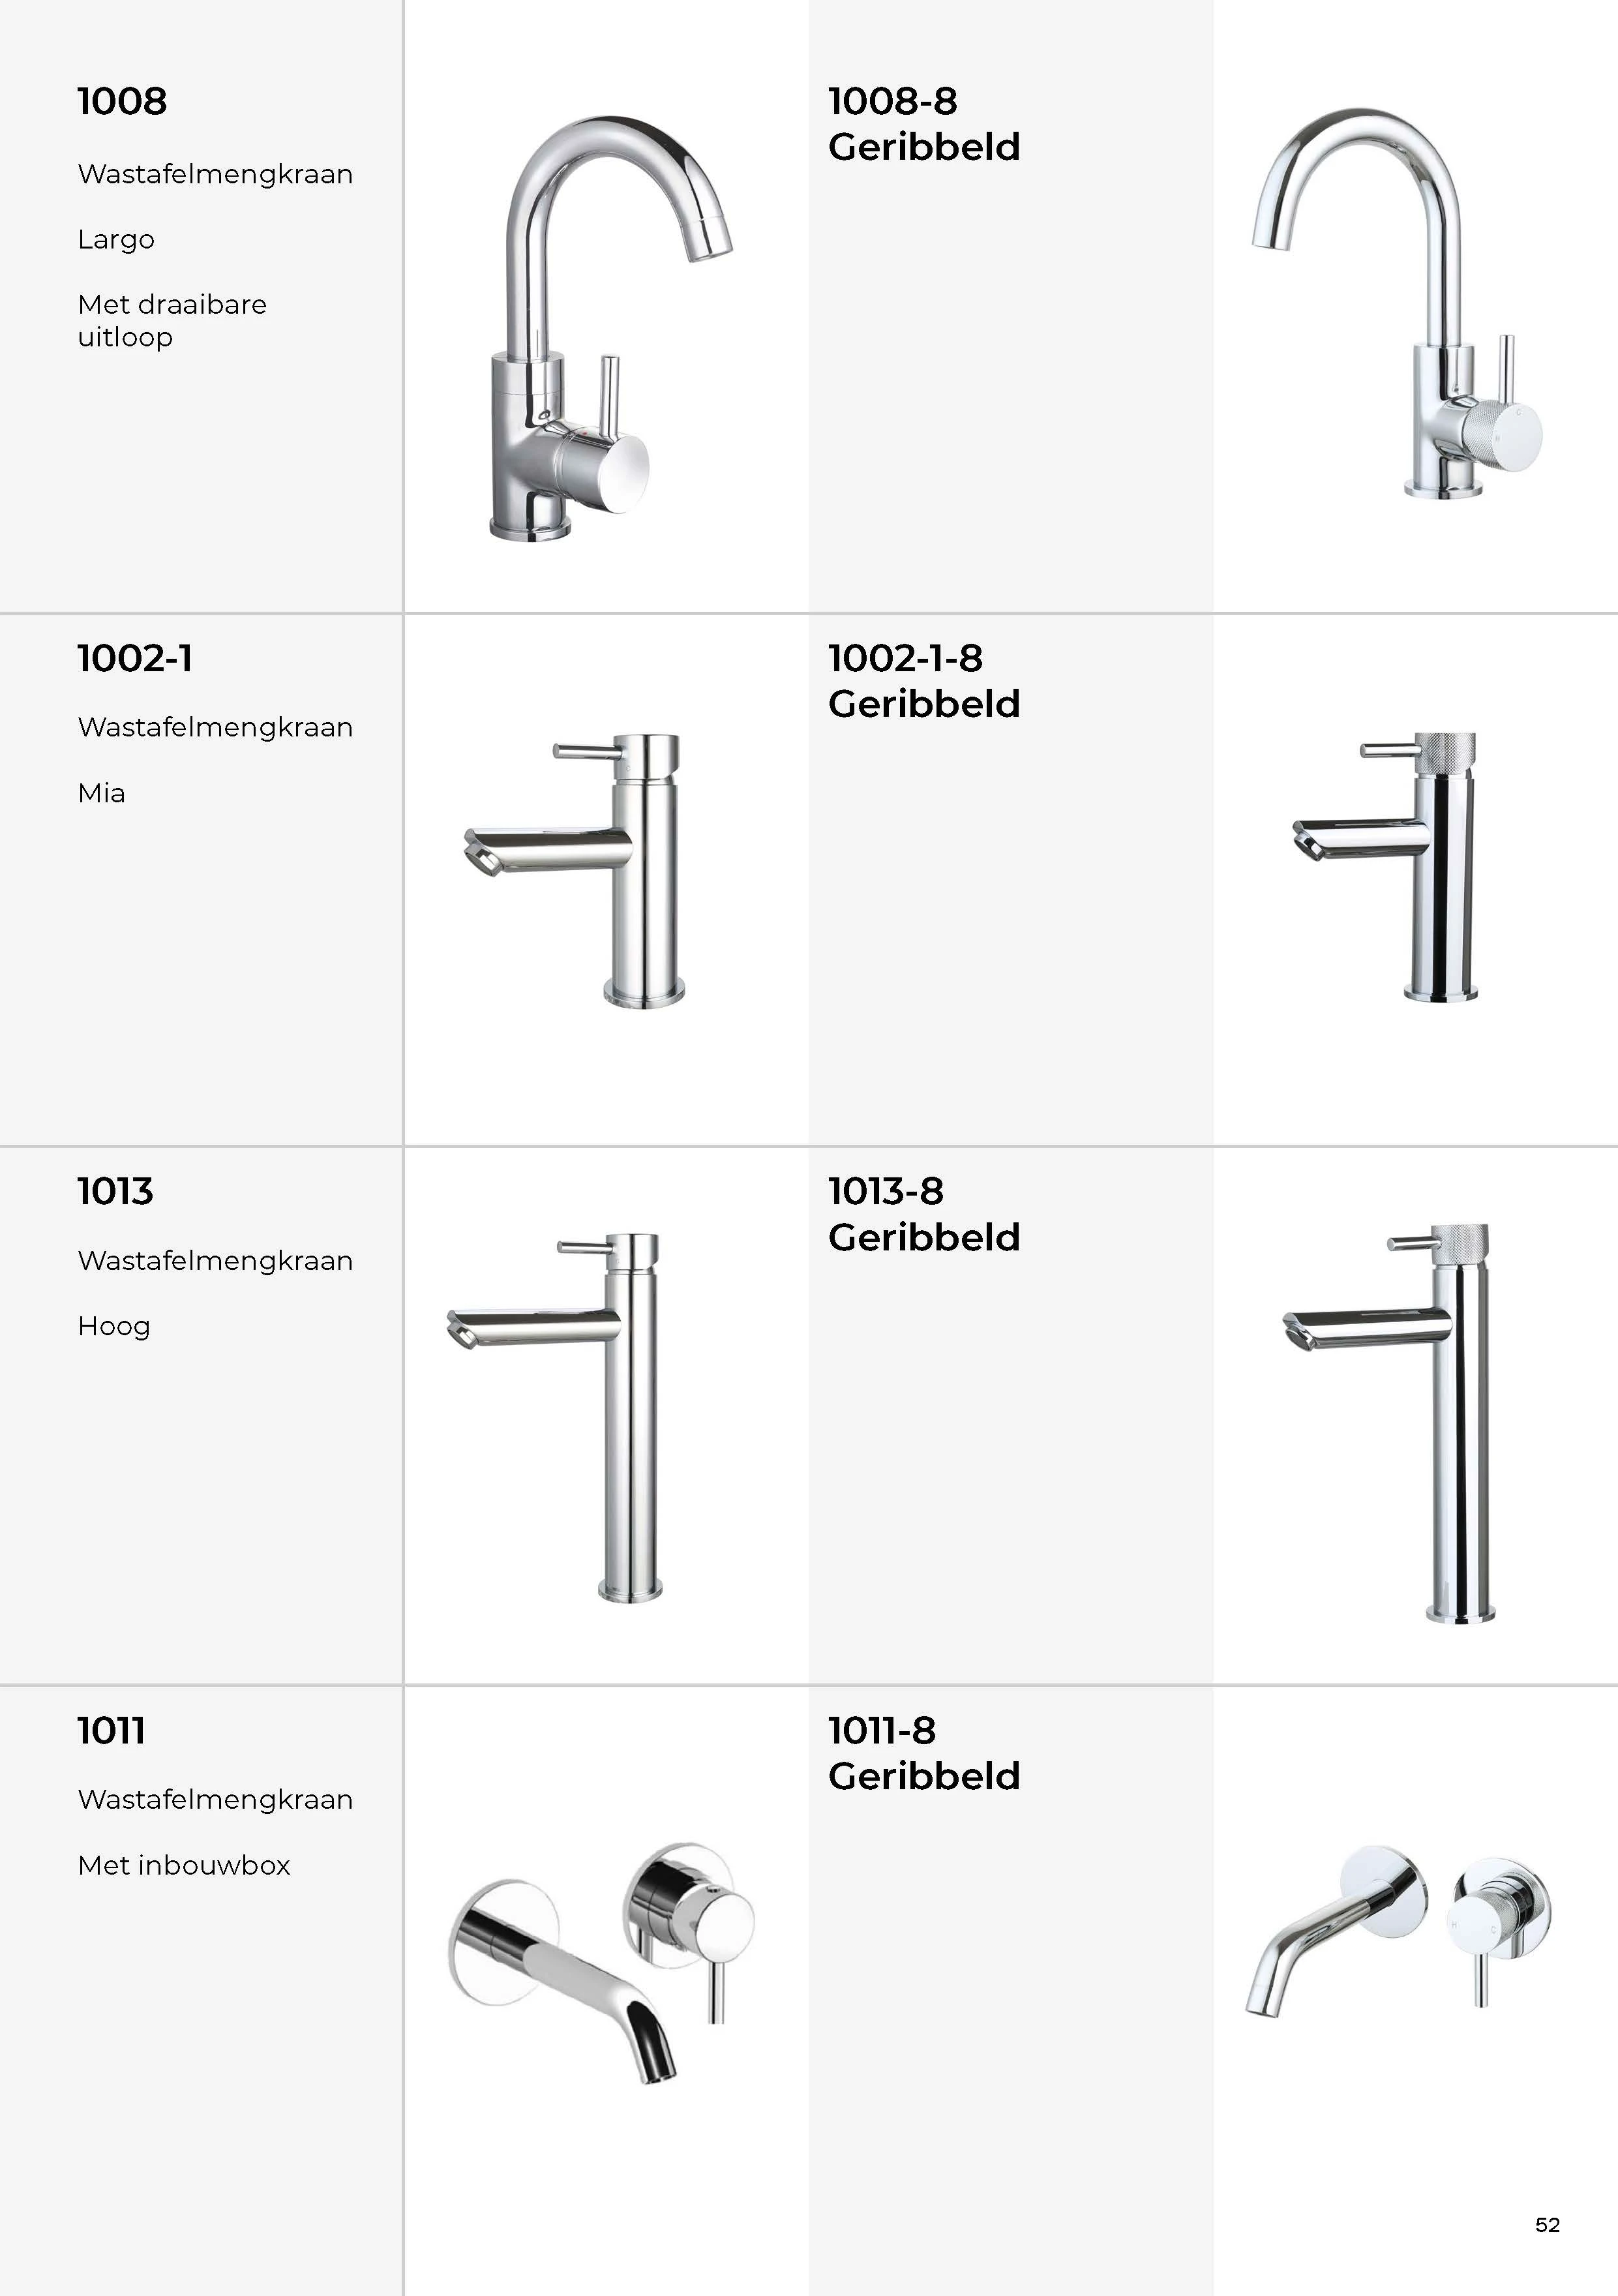 1008
Wastafelmengkraan
Largo
Met draaibare
uitloop
1008-8
Geribbeld
1002-1
Wastafelmengkraan
Mia
1002-1-8
Geribbeld
1013
Wastafelmengkraan
Hoog
1013-8
Geribbeld
1011
Wastafelmengkraan
Met inbouwbox
1011-8
Geribbeld
H
C
52